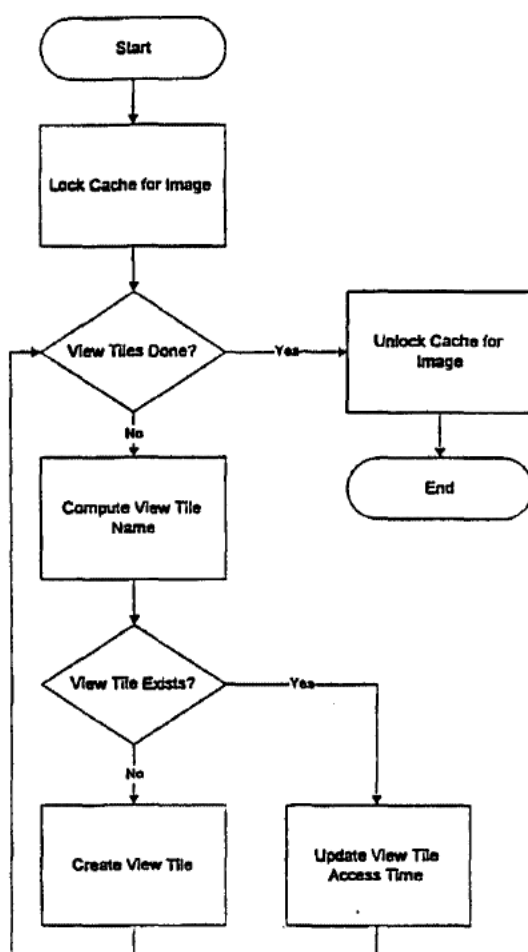 Start
Lock Cache for Image
View Tiles Done?
Yes
Unlock Cache for
Image
No
End
Compute View Tile
Name
View Tile Exists?
Yes
No
Create View Tile
Update View Tile
Access Time